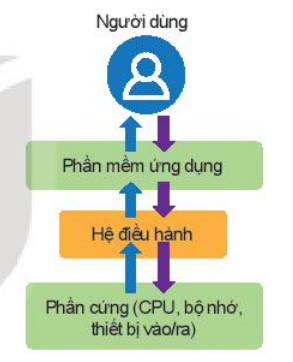 Người dùng
Phần mềm ứng dụng
Hệ điều hành
Phần cứng (CPU, bộ nhớ,
thiết bị vào/ra)